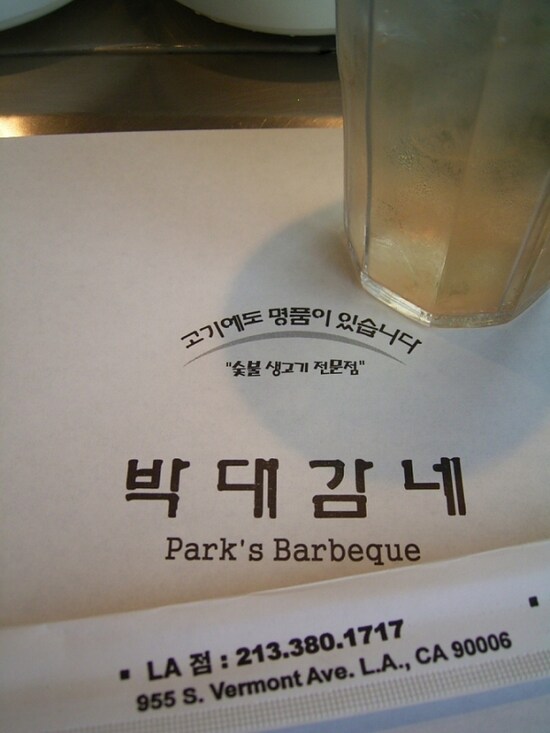 고기에도 명품이 있습니다
"숯불 생고기 전문점"
박대감네
Park's Barbeque
▪ LA 점 : 213.380.1717
955 S. Vermont Ave. L.A., CA 90006